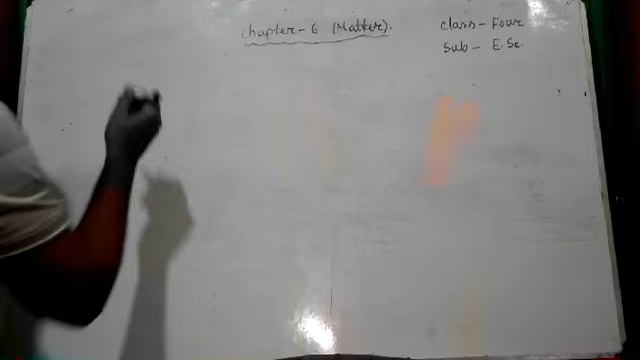 Chapter-6 (Matter).
class- Four
Sub- E.Sc.